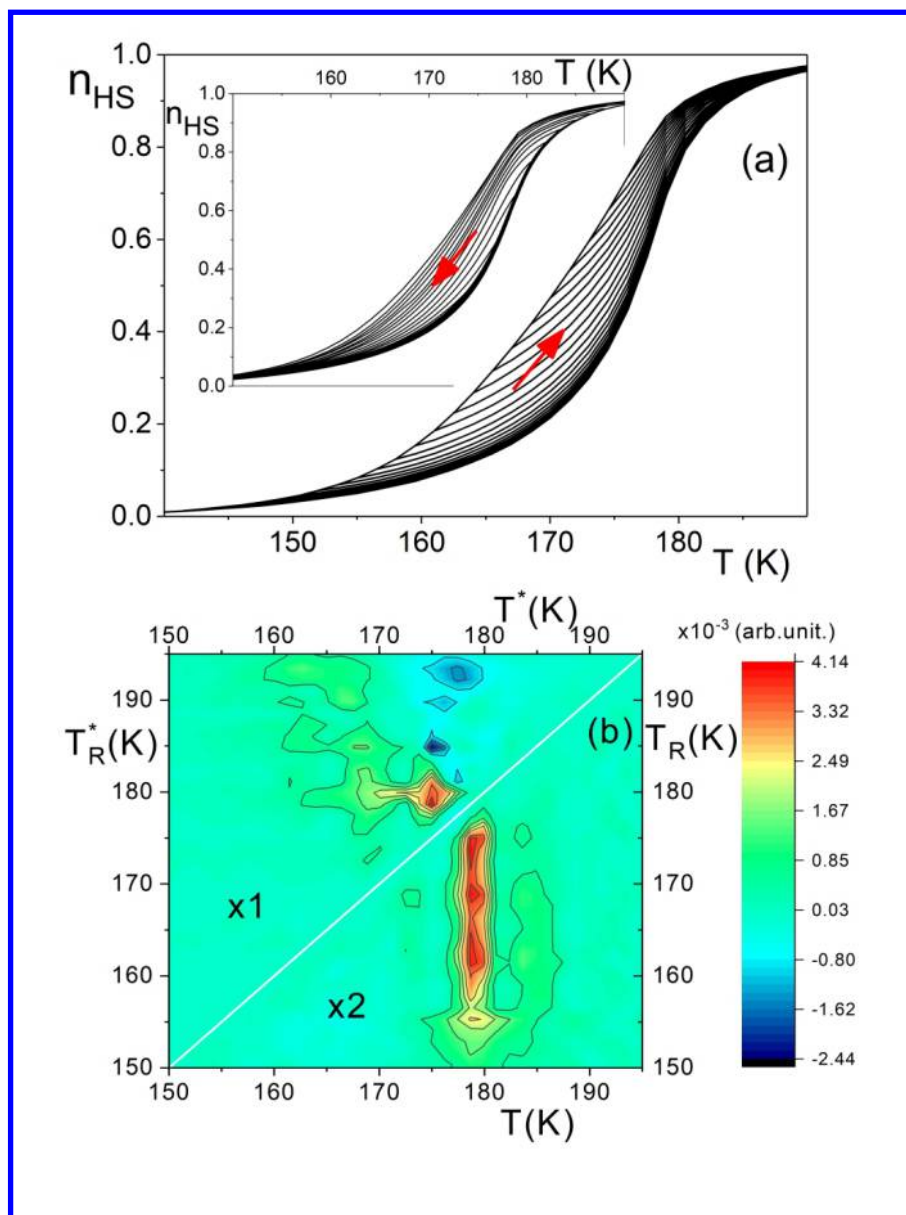 1.0
0.8
0.6
0.4
0.2
0.0
n_HS
160 170 180 T (K)
1.0
0.8
0.6
0.4
0.2
0.0
n_HS
(a)
150 160 170 180
T (K)
T*(K)
150 160 170 180
x10⁻³ (arb.unit.)
190
T*_R(K)
180
170
160
150
(b)
x1
x2
190
T_R(K)
180
170
160
150
150 160 170 180 190
T(K)
4.14
3.32
2.49
1.67
0.85
0.03
-0.80
-1.62
-2.44